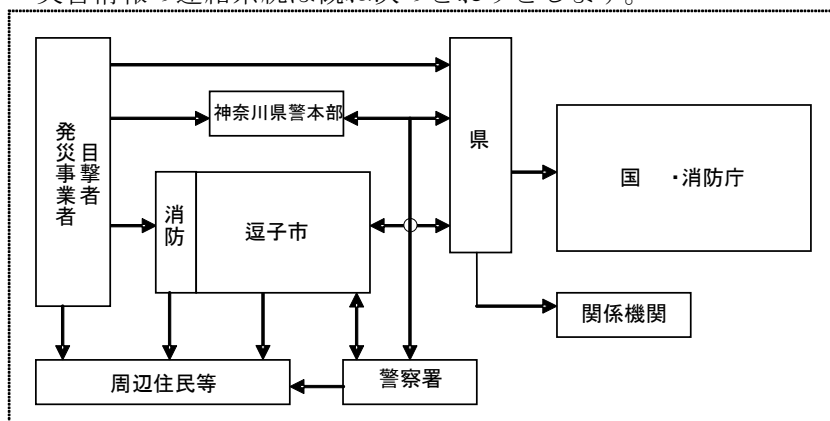 神奈川県警本部
目撃者
発災事業者
県
国　・消防庁
消防
逗子市
関係機関
周辺住民等
警察署